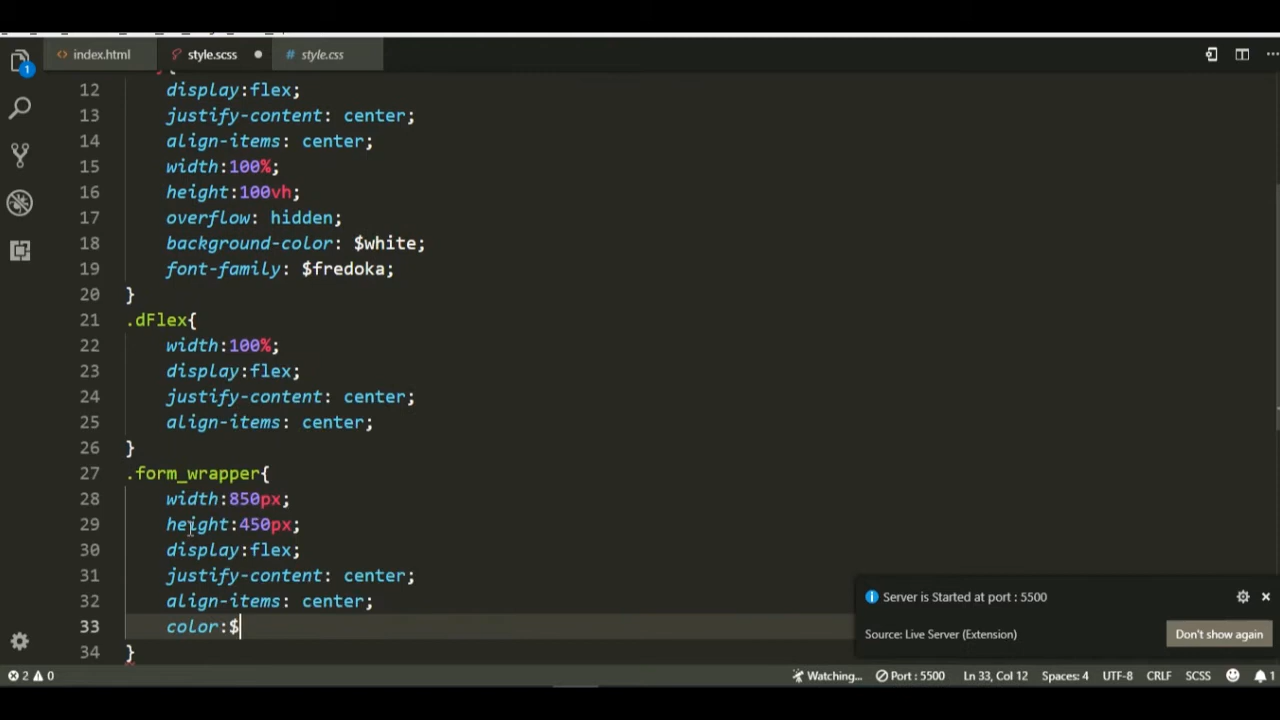 index.html
style.scss
# style.css
1
12 display:flex;
13 justify-content: center;
14 align-items: center;
15 width:100%;
16 height:100vh;
17 overflow: hidden;
18 background-color: $white;
19 font-family: $fredoka;
20 }
21 .dFlex{
22 width:100%;
23 display:flex;
24 justify-content: center;
25 align-items: center;
26 }
27 .form_wrapper{
28 width:850px;
29 height:450px;
30 display:flex;
31 justify-content: center;
32 align-items: center;
33 color:$
34 }
Server is Started at port : 5500
Source: Live Server (Extension)
Don't show again
2 0
Watching...
Port : 5500
Ln 33, Col 12
Spaces: 4
UTF-8
CRLF
SCSS
1